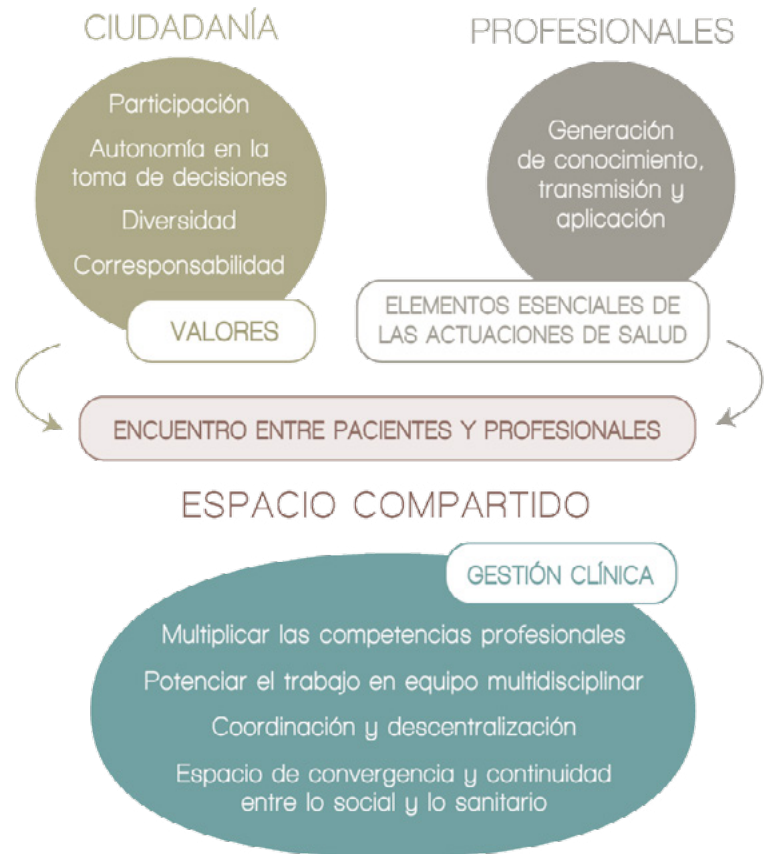 CIUDADANÍA
Participación
Autonomía en la
toma de decisiones
Diversidad
Corresponsabilidad
VALORES
PROFESIONALES
Generación
de conocimiento,
transmisión y
aplicación
ELEMENTOS ESENCIALES DE
LAS ACTUACIONES DE SALUD
ENCUENTRO ENTRE PACIENTES Y PROFESIONALES
ESPACIO COMPARTIDO
GESTIÓN CLÍNICA
Multiplicar las competencias profesionales
Potenciar el trabajo en equipo multidisciplinar
Coordinación y descentralización
Espacio de convergencia y continuidad
entre lo social y lo sanitario